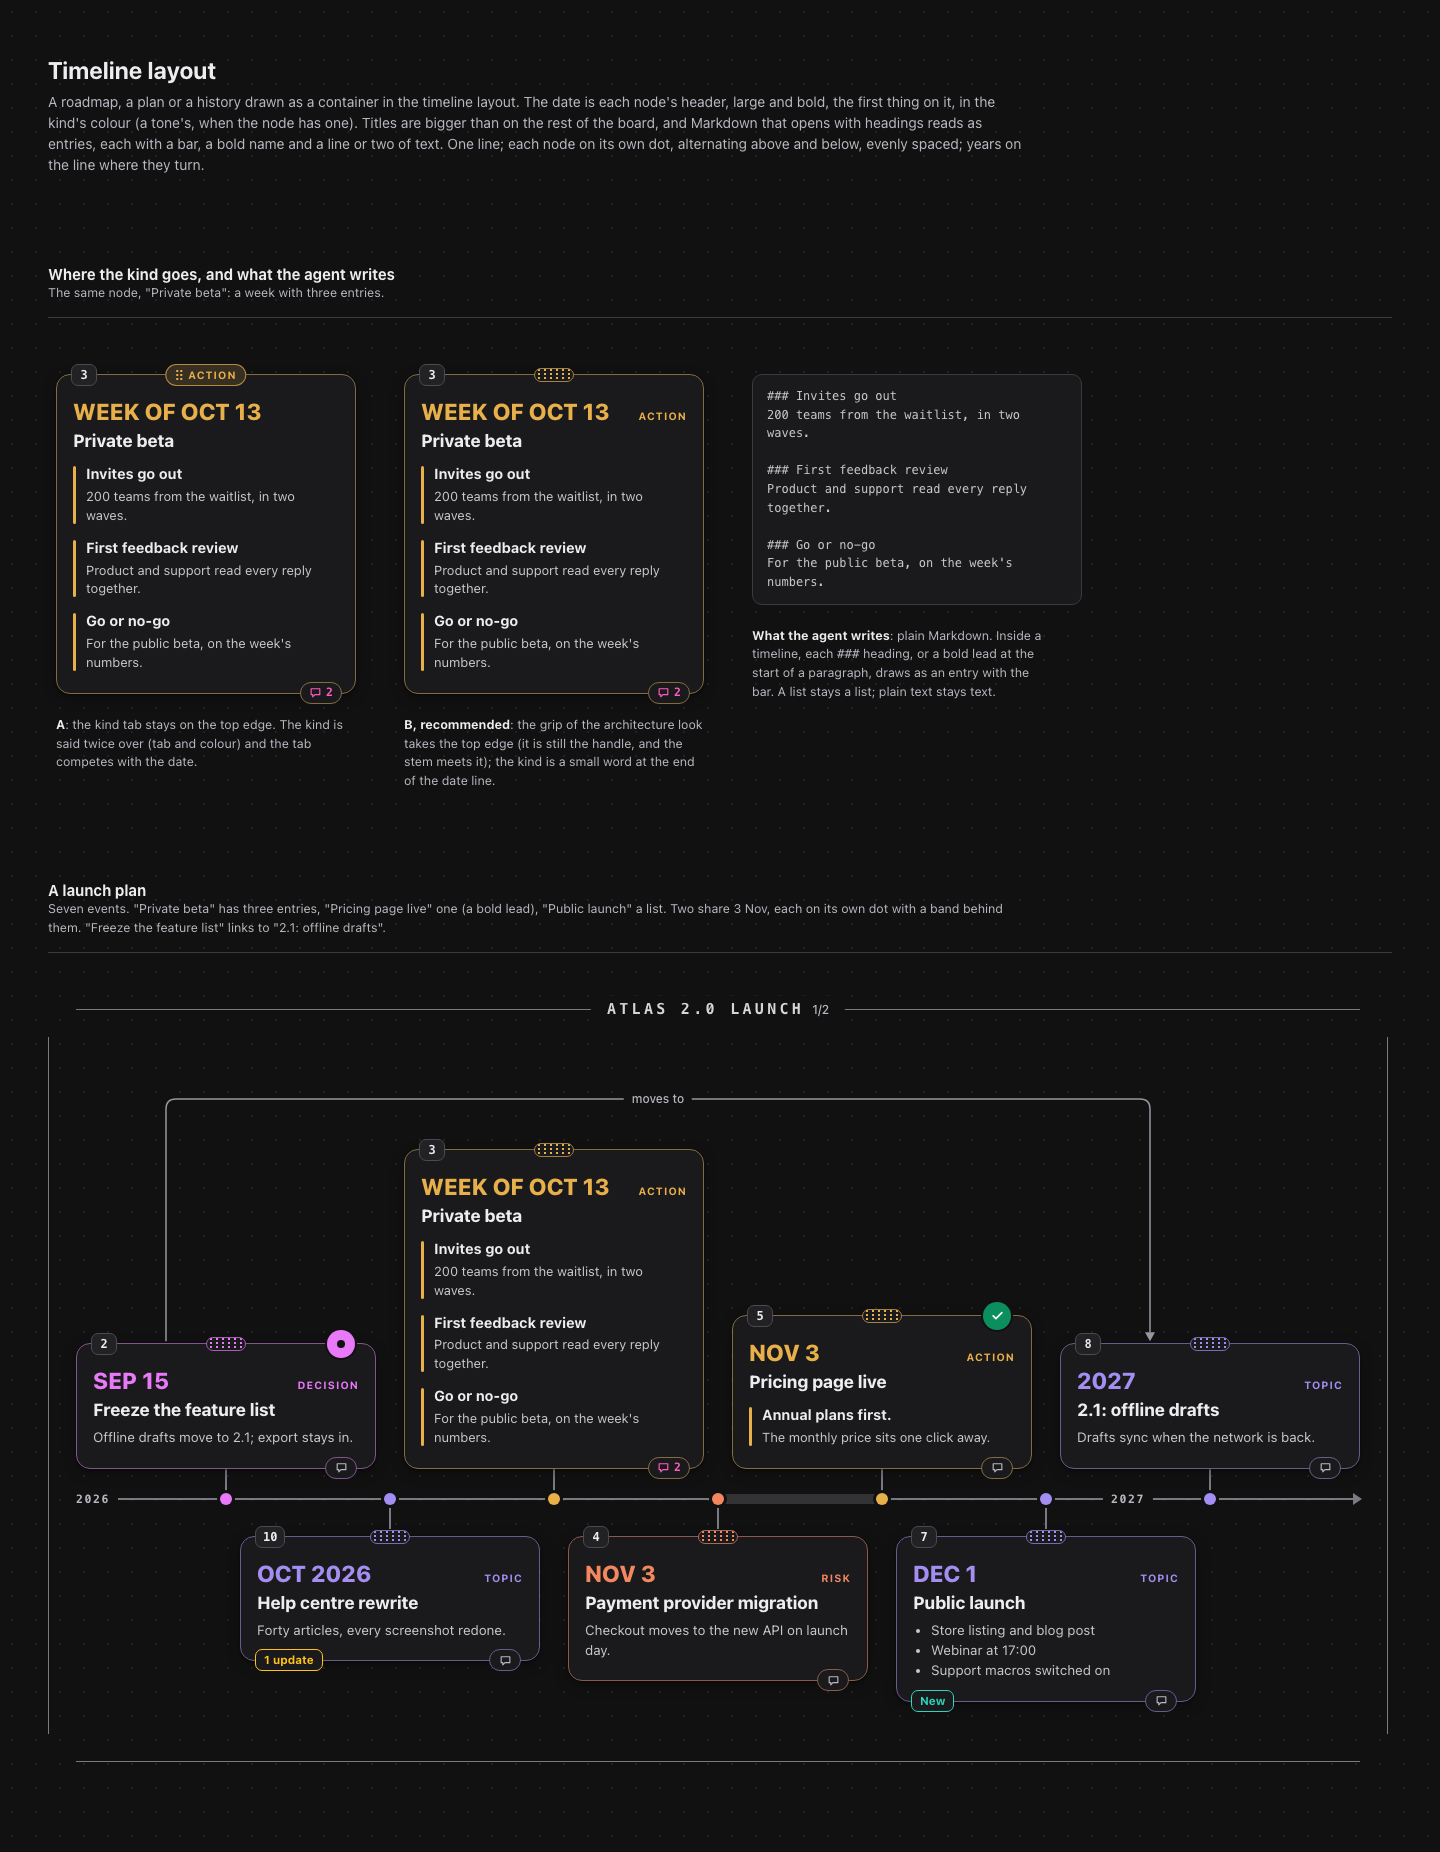 Timeline layout
A roadmap, a plan or a history drawn as a container in the timeline layout. The date is each node's header, large and bold, the first thing on it, in the
kind's colour (a tone's, when the node has one). Titles are bigger than on the rest of the board, and Markdown that opens with headings reads as
entries, each with a bar, a bold name and a line or two of text. One line; each node on its own dot, alternating above and below, evenly spaced; years on
the line where they turn.
Where the kind goes, and what the agent writes
The same node, "Private beta": a week with three entries.
3
ACTION
WEEK OF OCT 13
Private beta
Invites go out
200 teams from the waitlist, in two
waves.
First feedback review
Product and support read every reply
together.
Go or no-go
For the public beta, on the week's
numbers.
2
A: the kind tab stays on the top edge. The kind is
said twice over (tab and colour) and the tab
competes with the date.
3
WEEK OF OCT 13
ACTION
Private beta
Invites go out
200 teams from the waitlist, in two
waves.
First feedback review
Product and support read every reply
together.
Go or no-go
For the public beta, on the week's
numbers.
2
B, recommended: the grip of the architecture look
takes the top edge (it is still the handle, and the
stem meets it); the kind is a small word at the end
of the date line.
### Invites go out
200 teams from the waitlist, in two
waves.
### First feedback review
Product and support read every reply
together.
### Go or no-go
For the public beta, on the week's
numbers.
What the agent writes: plain Markdown. Inside a
timeline, each ### heading, or a bold lead at the
start of a paragraph, draws as an entry with the
bar. A list stays a list; plain text stays text.
A launch plan
Seven events. "Private beta" has three entries, "Pricing page live" one (a bold lead), "Public launch" a list. Two share 3 Nov, each on its own dot with a band behind
them. "Freeze the feature list" links to "2.1: offline drafts".
ATLAS 2.0 LAUNCH 1/2
moves to
2
SEP 15
DECISION
Freeze the feature list
Offline drafts move to 2.1; export stays in.
3
WEEK OF OCT 13
ACTION
Private beta
Invites go out
200 teams from the waitlist, in two
waves.
First feedback review
Product and support read every reply
together.
Go or no-go
For the public beta, on the week's
numbers.
2
5
NOV 3
ACTION
Pricing page live
Annual plans first.
The monthly price sits one click away.
8
2027
TOPIC
2.1: offline drafts
Drafts sync when the network is back.
2026
2027
10
OCT 2026
TOPIC
Help centre rewrite
Forty articles, every screenshot redone.
1 update
4
NOV 3
RISK
Payment provider migration
Checkout moves to the new API on launch
day.
7
DEC 1
TOPIC
Public launch
• Store listing and blog post
• Webinar at 17:00
• Support macros switched on
New